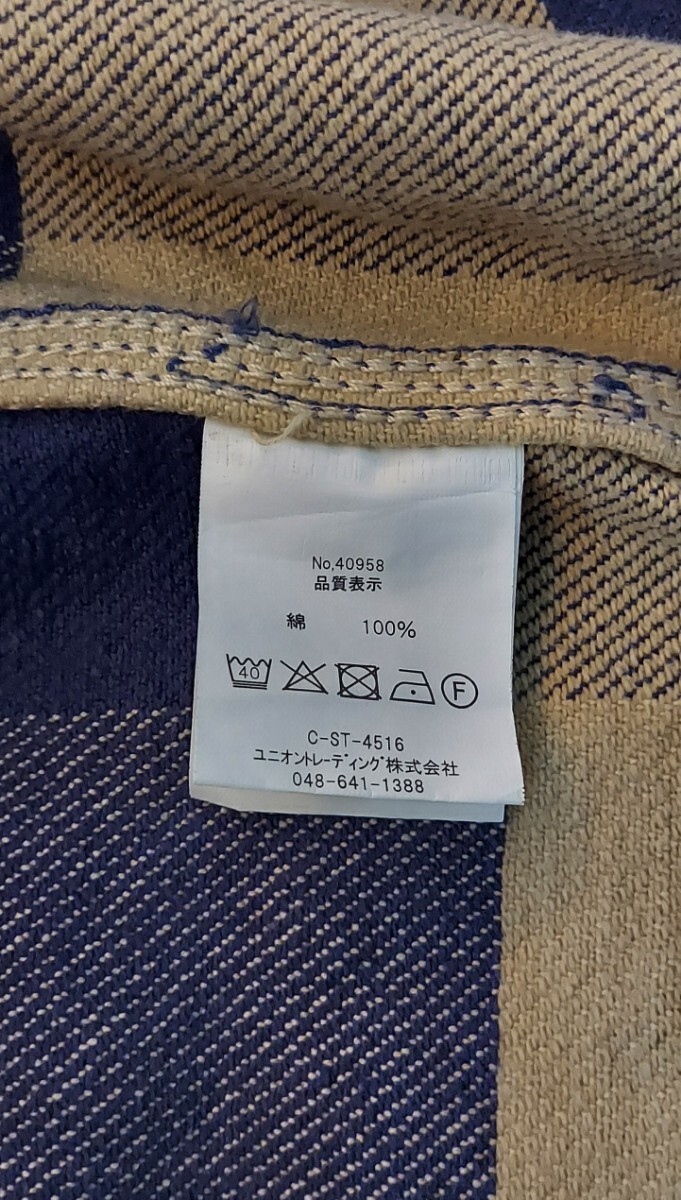 No,40958
品質表示
綿 100%
40 F
C-ST-4516
ユニオントレーディング株式会社
048-641-1388